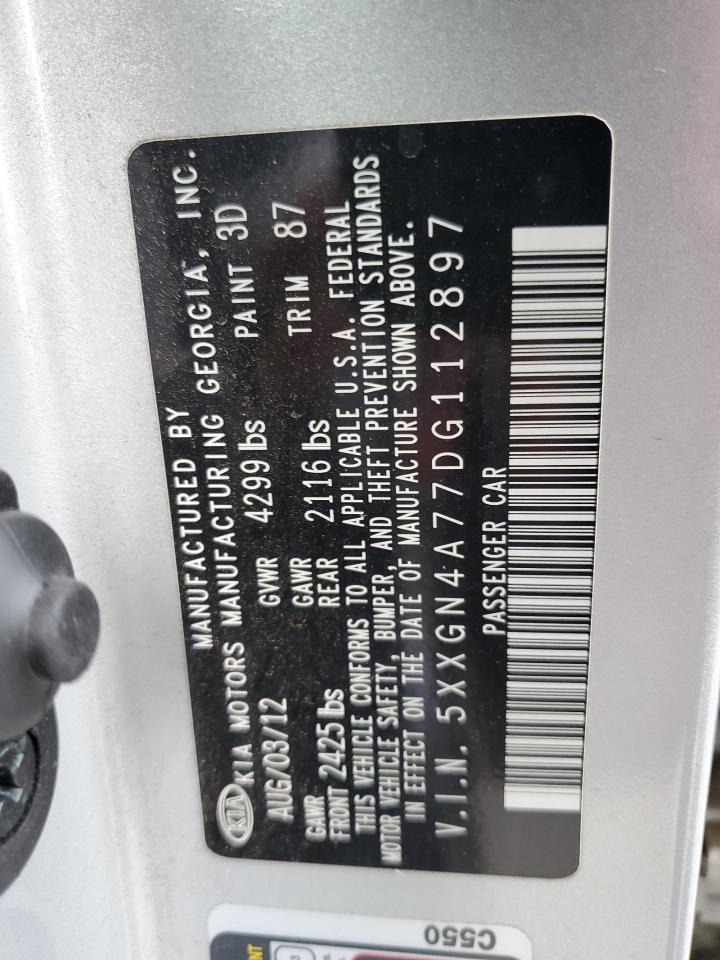 MANUFACTURED BY
KIA KIA MOTORS MANUFACTURING GEORGIA, INC.
AUG/03/12 GVWR 4299 lbs PAINT 3D
GAWR FRONT 2425 lbs GAWR REAR 2116 lbs TRIM 87
THIS VEHICLE CONFORMS TO ALL APPLICABLE U.S.A. FEDERAL
MOTOR VEHICLE SAFETY, BUMPER, AND THEFT PREVENTION STANDARDS
IN EFFECT ON THE DATE OF MANUFACTURE SHOWN ABOVE.
V.I.N. 5XXGN4A77DG112897
PASSENGER CAR
C550